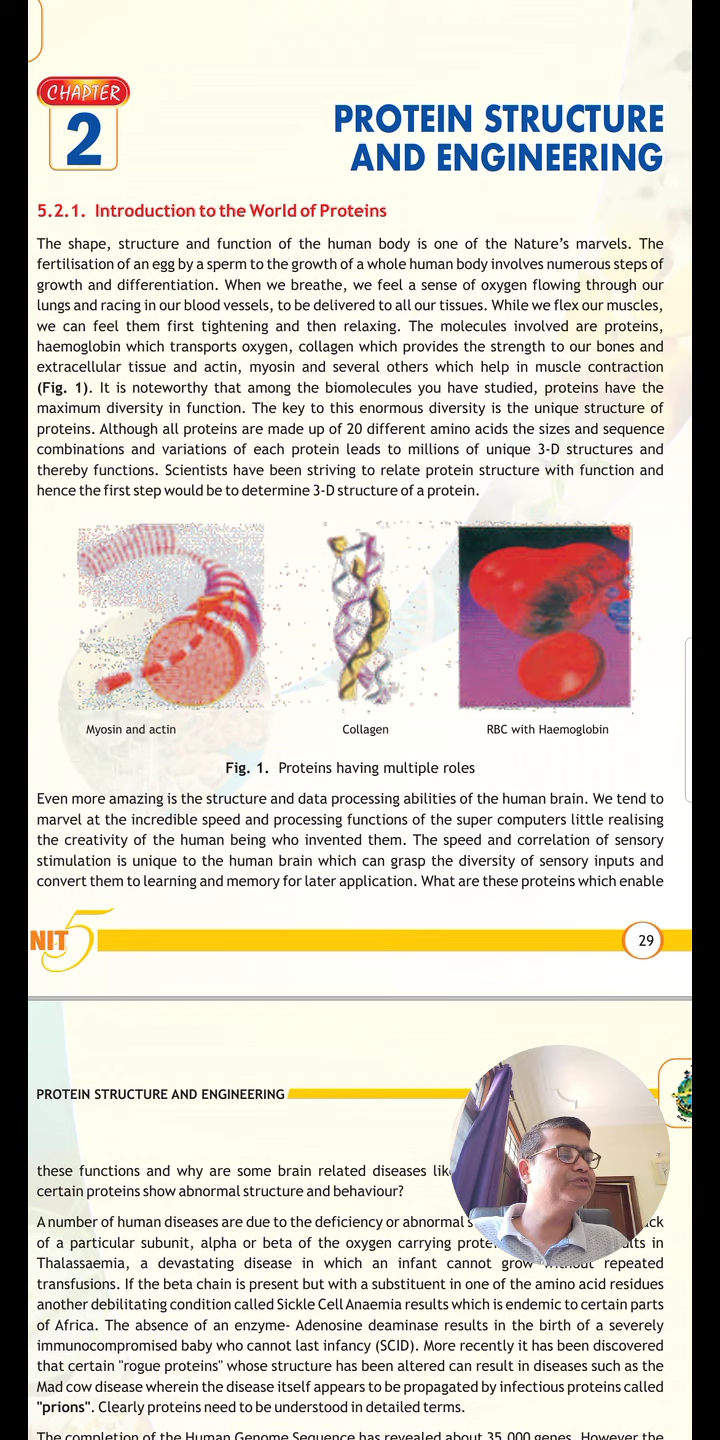 CHAPTER
2
PROTEIN STRUCTURE
AND ENGINEERING
5.2.1. Introduction to the World of Proteins
The shape, structure and function of the human body is one of the Nature's marvels. The
fertilisation of an egg by a sperm to the growth of a whole human body involves numerous steps of
growth and differentiation. When we breathe, we feel a sense of oxygen flowing through our
lungs and racing in our blood vessels, to be delivered to all our tissues. While we flex our muscles,
we can feel them first tightening and then relaxing. The molecules involved are proteins,
haemoglobin which transports oxygen, collagen which provides the strength to our bones and
extracellular tissue and actin, myosin and several others which help in muscle contraction
(Fig. 1). It is noteworthy that among the biomolecules you have studied, proteins have the
maximum diversity in function. The key to this enormous diversity is the unique structure of
proteins. Although all proteins are made up of 20 different amino acids the sizes and sequence
combinations and variations of each protein leads to millions of unique 3-D structures and
thereby functions. Scientists have been striving to relate protein structure with function and
hence the first step would be to determine 3-D structure of a protein.
Myosin and actin
Collagen
RBC with Haemoglobin
Fig. 1. Proteins having multiple roles
Even more amazing is the structure and data processing abilities of the human brain. We tend to
marvel at the incredible speed and processing functions of the super computers little realising
the creativity of the human being who invented them. The speed and correlation of sensory
stimulation is unique to the human brain which can grasp the diversity of sensory inputs and
convert them to learning and memory for later application. What are these proteins which enable
NIT 5
29
PROTEIN STRUCTURE AND ENGINEERING
these functions and why are some brain related diseases
certain proteins show abnormal structure and behaviour?
A number of human diseases are due to the deficiency or abnormal
of a particular subunit, alpha or beta of the oxygen carrying in
Thalassaemia, a devastating disease in which an infant cannot grow repeated
transfusions. If the beta chain is present but with a substituent in one of the amino acid residues
another debilitating condition called Sickle Cell Anaemia results which is endemic to certain parts
of Africa. The absence of an enzyme- Adenosine deaminase results in the birth of a severely
immunocompromised baby who cannot last infancy (SCID). More recently it has been discovered
that certain "rogue proteins" whose structure has been altered can result in diseases such as the
Mad cow disease wherein the disease itself appears to be propagated by infectious proteins called
"prions". Clearly proteins need to be understood in detailed terms.
The completion of the Human Genome Sequence has revealed about 35,000 genes. However the